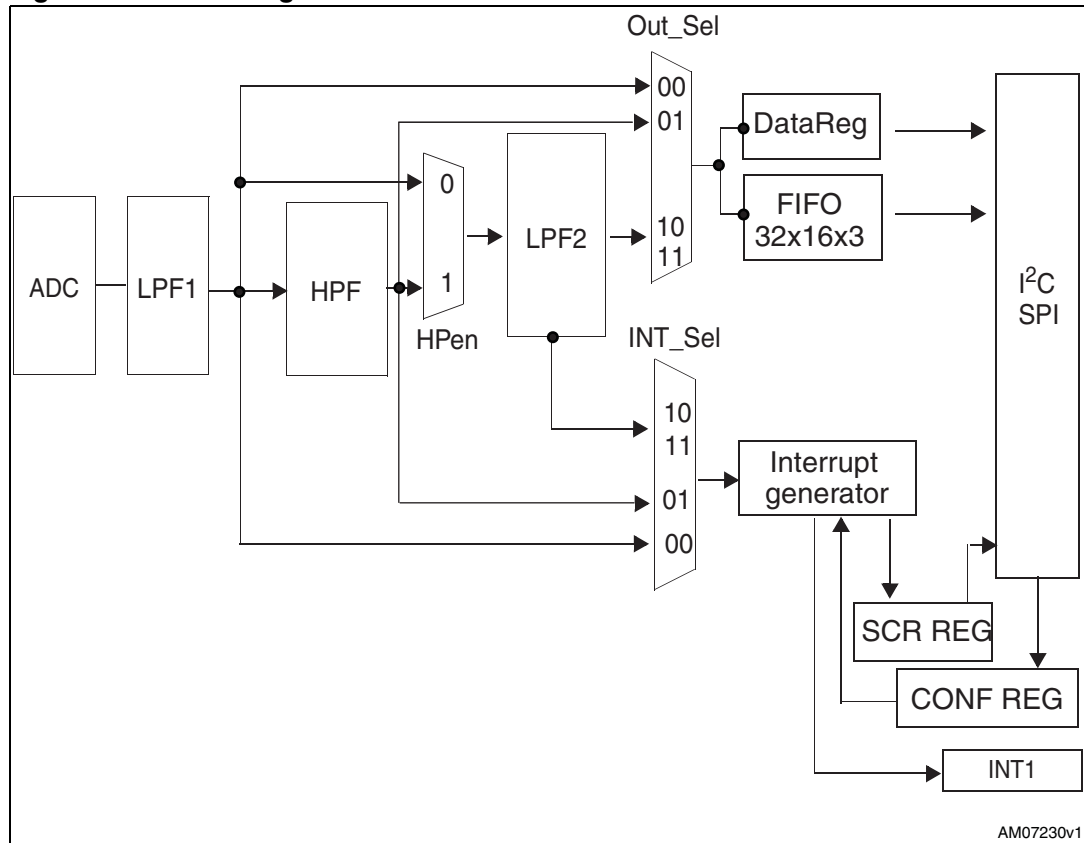 Out_Sel
00
01
10
11
DataReg
FIFO
32x16x3
I²C
SPI
ADC
LPF1
HPF
0
1
HPen
LPF2
INT_Sel
10
11
01
00
Interrupt
generator
SCR REG
CONF REG
INT1
AM07230v1